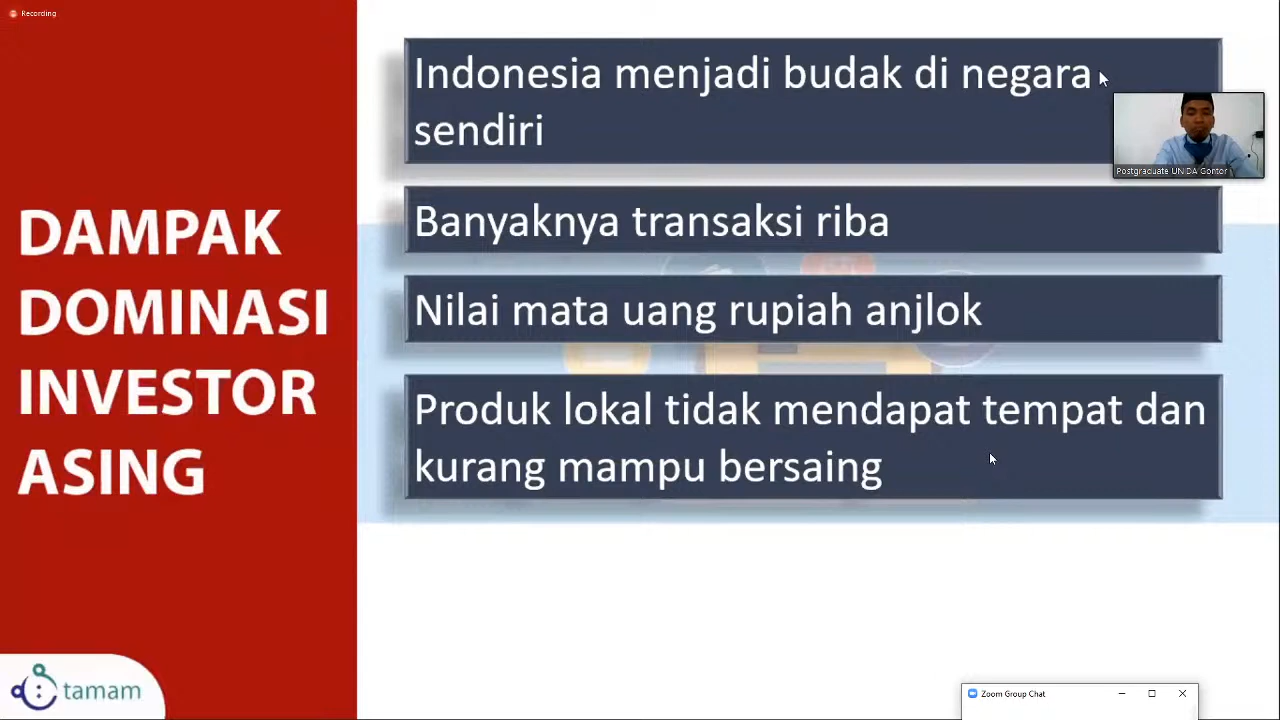 Recording
DAMPAK
DOMINASI
INVESTOR
ASING
Indonesia menjadi budak di negara
sendiri
Banyaknya transaksi riba
Nilai mata uang rupiah anjlok
Produk lokal tidak mendapat tempat dan
kurang mampu bersaing
Postgraduate UNIDA Gontor
tamam
Zoom Group Chat